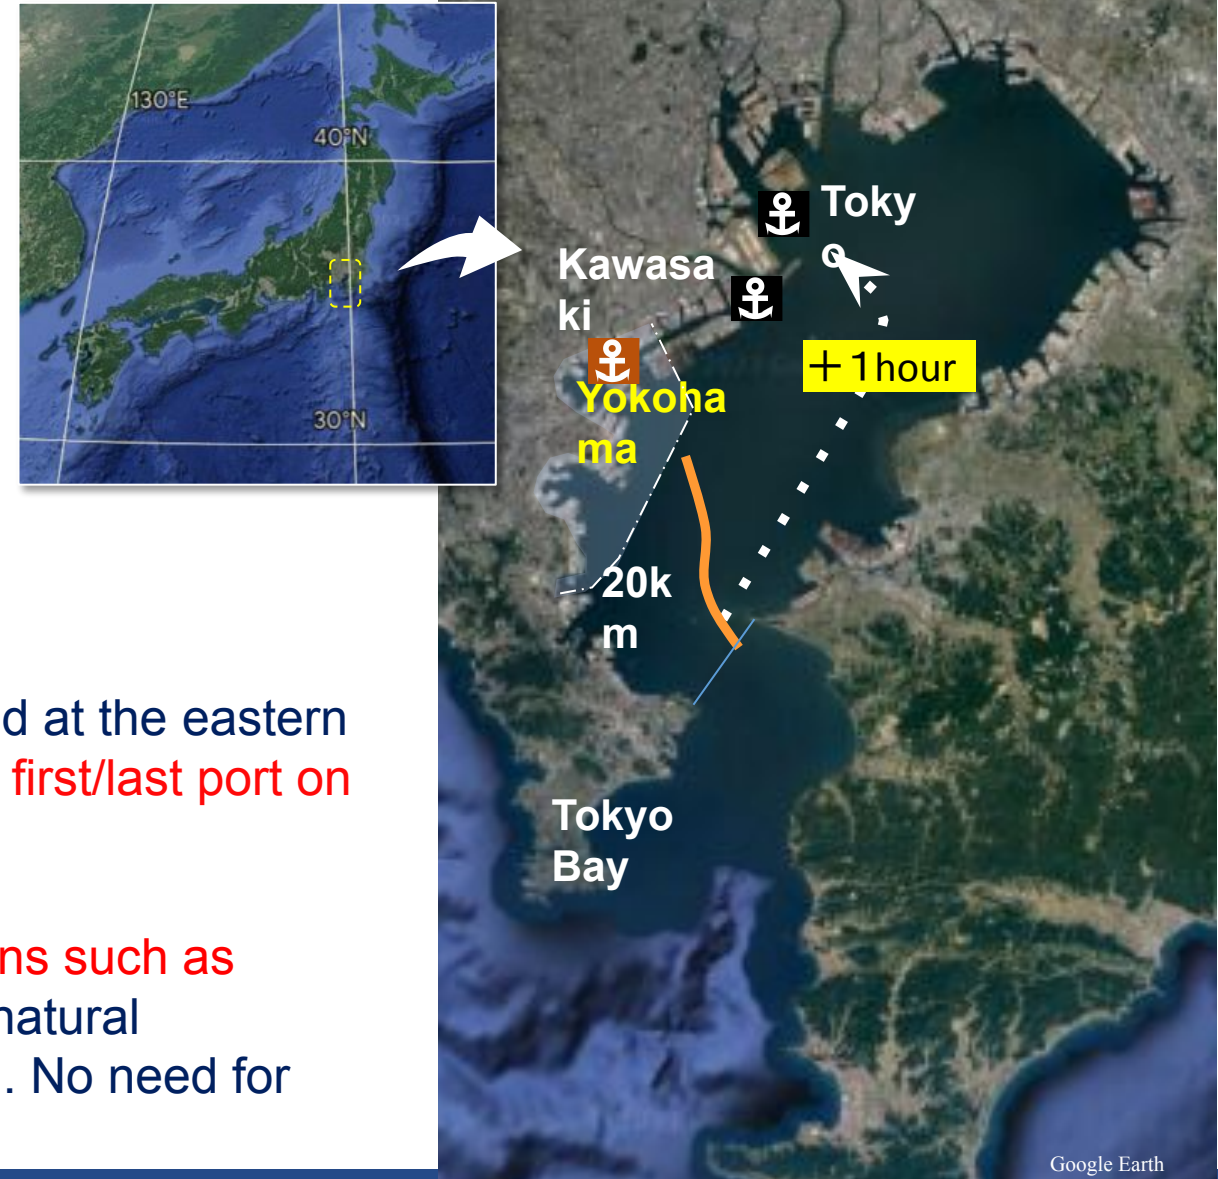 130°E
40°N
30°N
Toky
Kawasa
ki
Yokoha
ma
＋1hour
20k
m
Tokyo
Bay
d at the eastern
first/last port on
ns such as
natural
. No need for
Google Earth